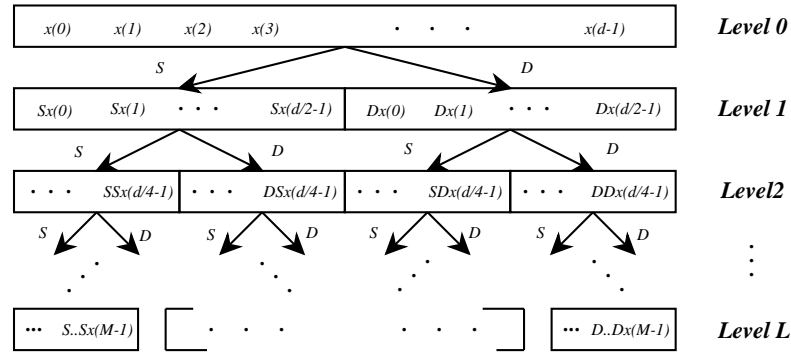 x(0) x(1) x(2) x(3) · · · x(d-1) Level 0
S D
Sx(0) Sx(1) · · · Sx(d/2-1) Dx(0) Dx(1) · · · Dx(d/2-1) Level 1
S D S D
· · · SSx(d/4-1) · · · DSx(d/4-1) · · · SDx(d/4-1) · · · DDx(d/4-1) Level2
S D S D S D S D
··· S..Sx(M-1) · · · · · · ··· D..Dx(M-1) Level L